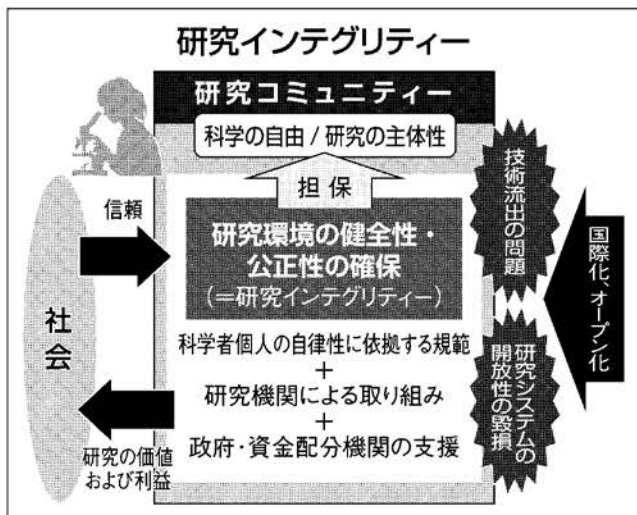 研究インテグリティー
研究コミュニティー
科学の自由 / 研究の主体性
担保
研究環境の健全性・
公正性の確保
(=研究インテグリティー)
科学者個人の自律性に依拠する規範
+
研究機関による取り組み
+
政府・資金配分機関の支援
社会
信頼
研究の価値
および利益
技術流出の問題
研究システムの
開放性の毀損
国際化、オープン化